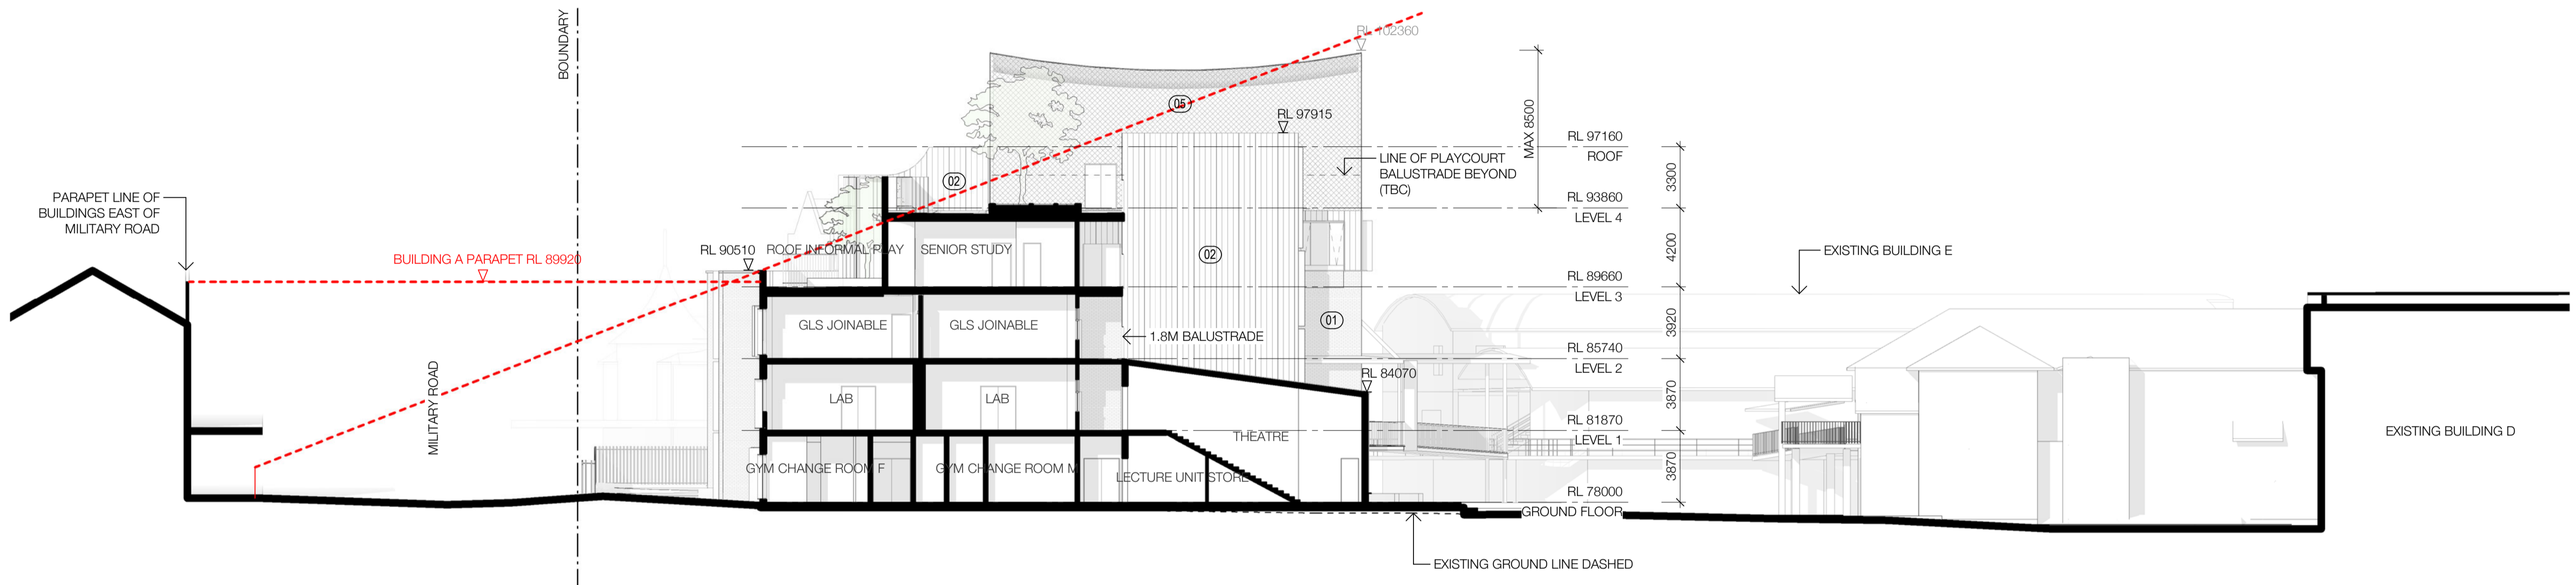 BOUNDARY
RL 102360
05
RL 97915
MAX 8500
RL 97160
ROOF
3300
LINE OF PLAYCOURT
BALUSTRADE BEYOND
(TBC)
02
PARAPET LINE OF
BUILDINGS EAST OF
MILITARY ROAD
RL 93860
LEVEL 4
RL 90510
ROOF INFORMAL PLAY
SENIOR STUDY
02
4200
EXISTING BUILDING E
BUILDING A PARAPET RL 89920
RL 89660
LEVEL 3
GLS JOINABLE
GLS JOINABLE
01
3920
1.8M BALUSTRADE
RL 85740
LEVEL 2
RL 84070
MILITARY ROAD
LAB
LAB
3870
RL 81870
LEVEL 1
THEATRE
EXISTING BUILDING D
GYM CHANGE ROOM F
GYM CHANGE ROOM M
LECTURE UNIT STORE
3870
RL 78000
GROUND FLOOR
EXISTING GROUND LINE DASHED